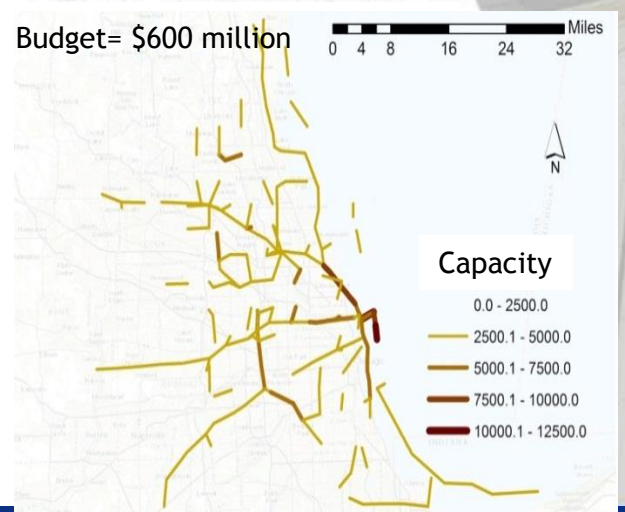 Budget= $600 million
Miles
0 4 8 16 24 32
N
Capacity
0.0 - 2500.0
2500.1 - 5000.0
5000.1 - 7500.0
7500.1 - 10000.0
10000.1 - 12500.0
INDIANA